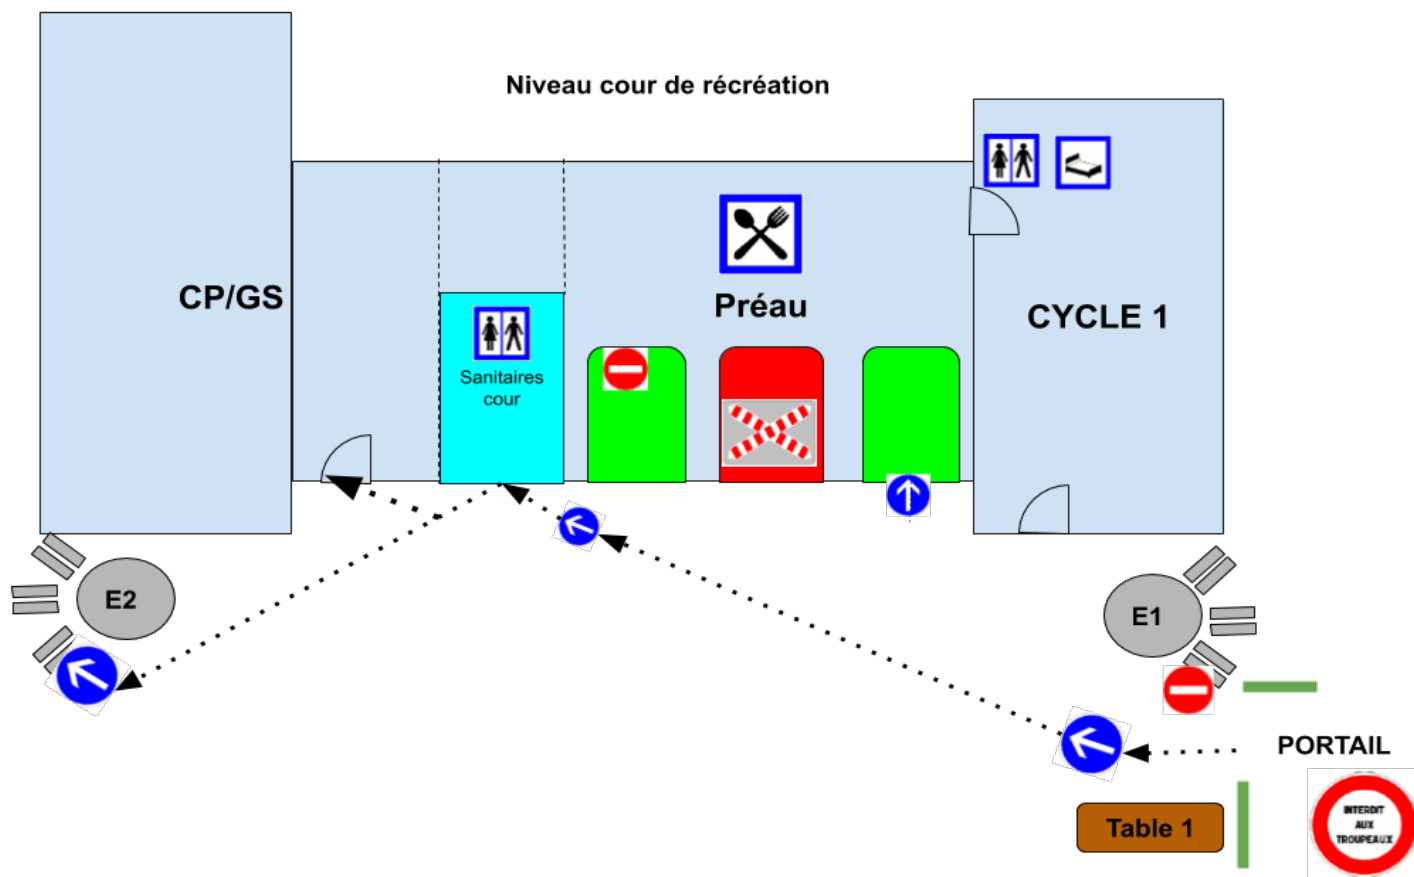 Niveau cour de récréation
CP/GS
Préau
CYCLE 1
Sanitaires
cour
E2
E1
PORTAIL
Table 1
INTERDIT
AUX
TROUPEAUX